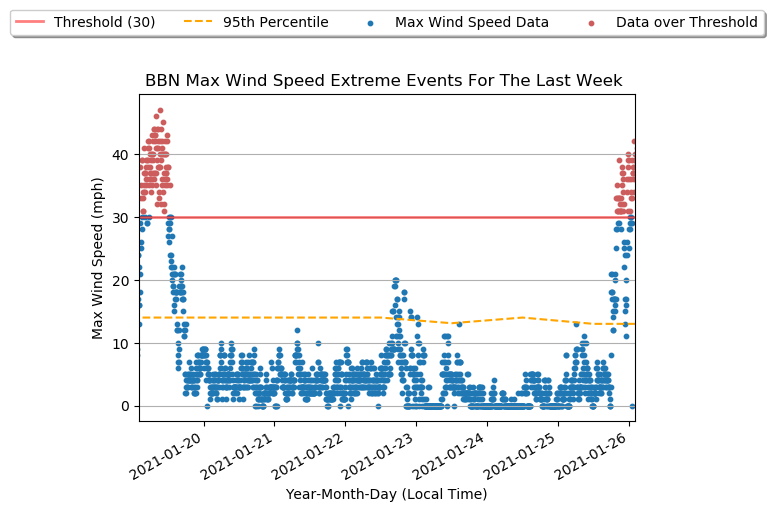 Threshold (30) 95th Percentile Max Wind Speed Data Data over Threshold
BBN Max Wind Speed Extreme Events For The Last Week
Max Wind Speed (mph)
40
30
20
10
0
2021-01-20 2021-01-21 2021-01-22 2021-01-23 2021-01-24 2021-01-25 2021-01-26
Year-Month-Day (Local Time)